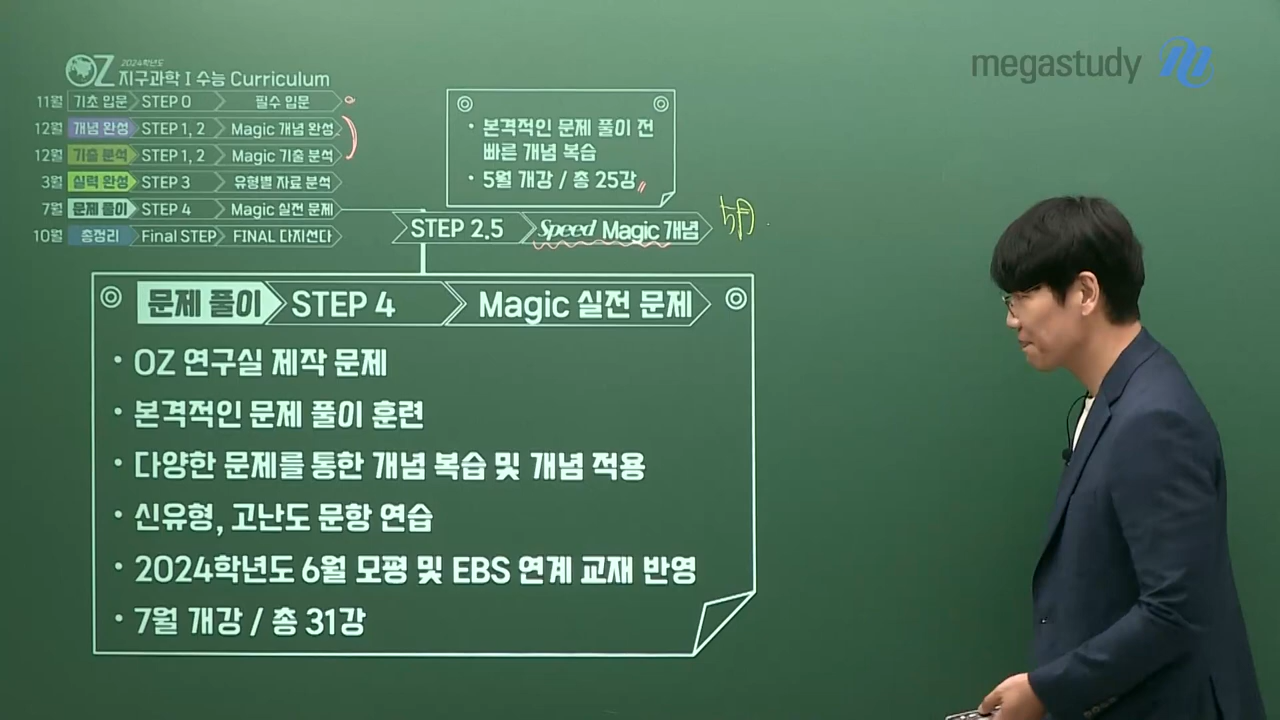 megastudy
OZ 2024학년도
지구과학 I 수능 Curriculum
11월 기초 입문 STEP 0 필수 입문
12월 개념 완성 STEP 1, 2 Magic 개념 완성
12월 기출 분석 STEP 1, 2 Magic 기출 분석
3월 실력 완성 STEP 3 유형별 자료 분석
7월 문제 풀이 STEP 4 Magic 실전 문제
10월 총정리 Final STEP FINAL 다지선다
• 본격적인 문제 풀이 전
빠른 개념 복습
• 5월 개강 / 총 25강
STEP 2.5 Speed Magic 개념
5月
문제 풀이 STEP 4 Magic 실전 문제
• OZ 연구실 제작 문제
• 본격적인 문제 풀이 훈련
• 다양한 문제를 통한 개념 복습 및 개념 적용
• 신유형, 고난도 문항 연습
• 2024학년도 6월 모평 및 EBS 연계 교재 반영
• 7월 개강 / 총 31강